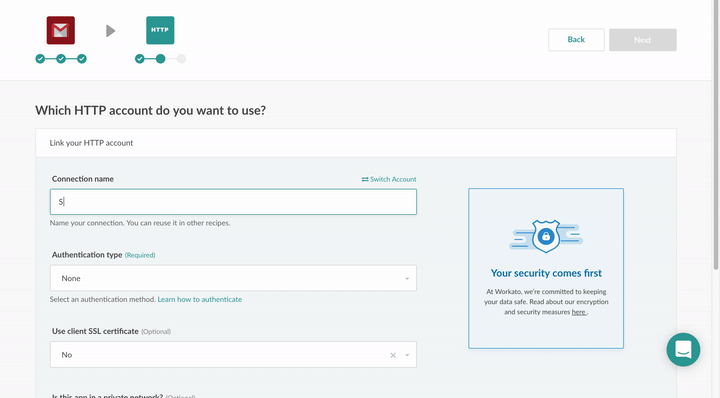 HTTP
Back
Next
Which HTTP account do you want to use?
Link your HTTP account
Connection name
Switch Account
S
Name your connection. You can reuse it in other recipes.
Authentication type (Required)
None
Select an authentication method. Learn how to authenticate
Use client SSL certificate (Optional)
No
Is this app in a private network? (Optional)
Your security comes first
At Workato, we're committed to keeping
your data safe. Read about our encryption
and security measures here .